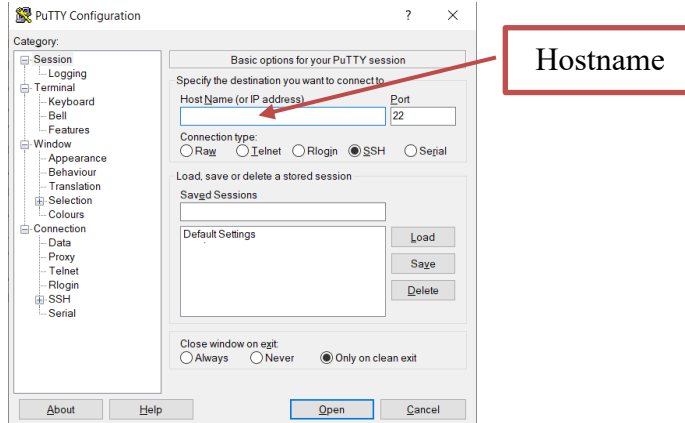 PuTTY Configuration ? ×
Category:
Session
Logging
Terminal
Keyboard
Bell
Features
Window
Appearance
Behaviour
Translation
Selection
Colours
Connection
Data
Proxy
Telnet
Rlogin
SSH
Serial
Basic options for your PuTTY session
Specify the destination you want to connect to
Host Name (or IP address) Port
22
Connection type:
Raw Telnet Rlogin SSH Serial
Load, save or delete a stored session
Saved Sessions
Default Settings
Load
Save
Delete
Close window on exit:
Always Never Only on clean exit
About Help Open Cancel
Hostname